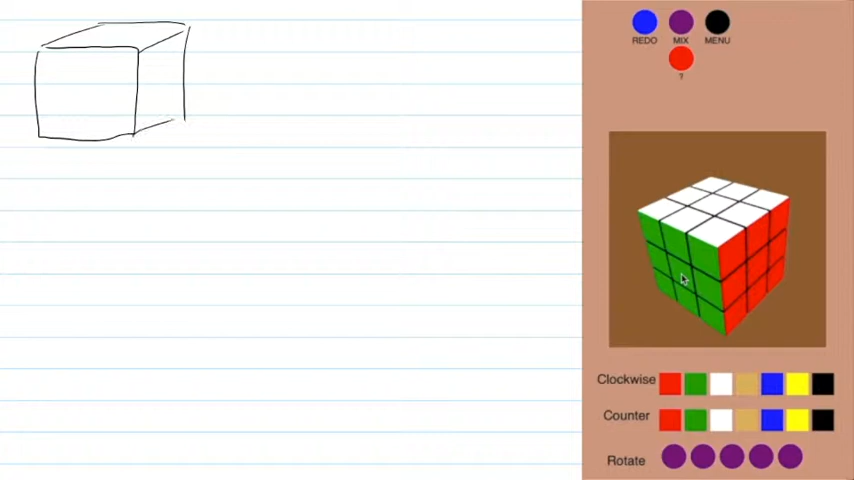 REDO MIX MENU
?
Clockwise
Counter
Rotate